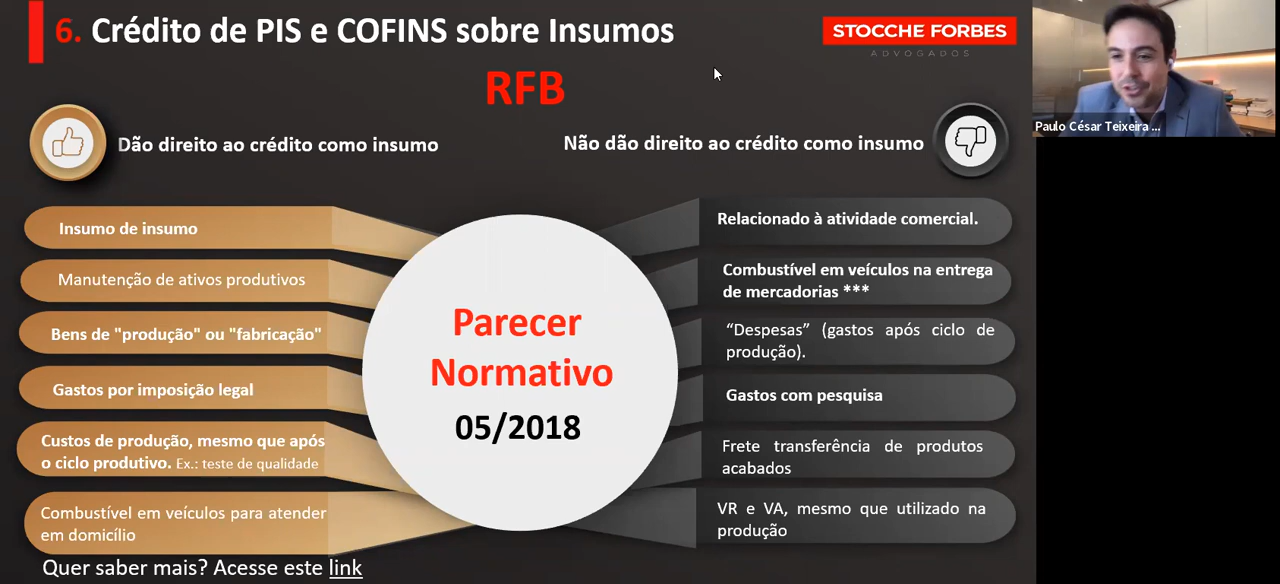 6. Crédito de PIS e COFINS sobre Insumos
STOCCHE FORBES
ADVOGADOS
RFB
Paulo César Teixeira ...
Dão direito ao crédito como insumo
Não dão direito ao crédito como insumo
Insumo de insumo
Manutenção de ativos produtivos
Bens de "produção" ou "fabricação"
Gastos por imposição legal
Custos de produção, mesmo que após
o ciclo produtivo. Ex.: teste de qualidade
Combustível em veículos para atender
em domicílio
Parecer
Normativo
05/2018
Relacionado à atividade comercial.
Combustível em veículos na entrega
de mercadorias ***
“Despesas” (gastos após ciclo de
produção).
Gastos com pesquisa
Frete transferência de produtos
acabados
VR e VA, mesmo que utilizado na
produção
Quer saber mais? Acesse este link